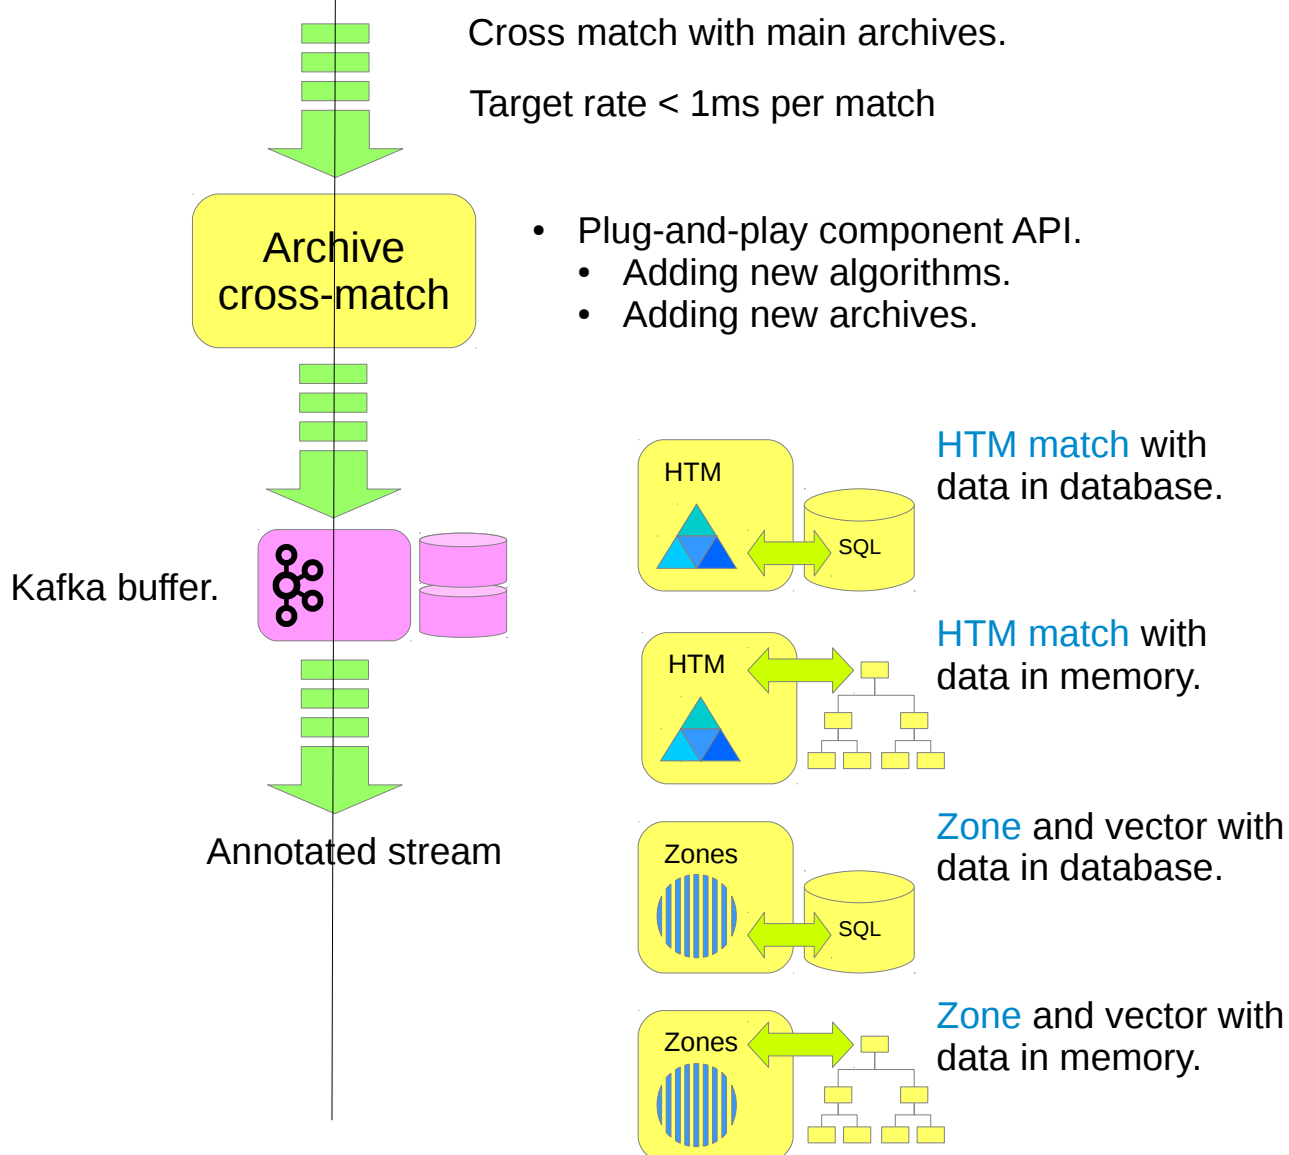 Cross match with main archives.
Target rate < 1ms per match
Archive
cross-match
• Plug-and-play component API.
• Adding new algorithms.
• Adding new archives.
HTM
SQL
HTM match with
data in database.
Kafka buffer.
HTM
HTM match with
data in memory.
Annotated stream
Zones
SQL
Zone and vector with
data in database.
Zones
Zone and vector with
data in memory.